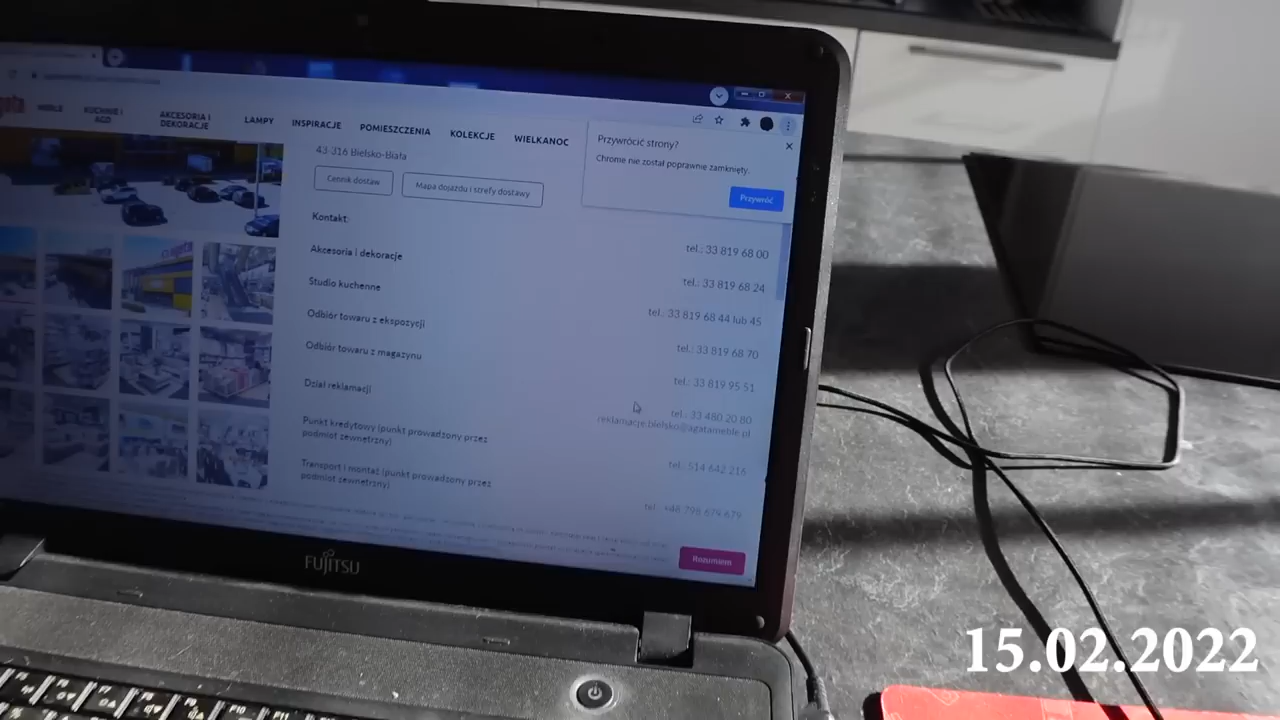 MEBLE
KUCHNIE I AGD
AKCESORIA I DEKORACJE
LAMPY
INSPIRACJE
POMIESZCZENIA
KOLEKCJE
WIELKANOC
Przywrócić strony?
Chrome nie został poprawnie zamknięty.
Przywróć
43-316 Bielsko-Biała
Cennik dostaw
Mapa dojazdu i strefy dostawy
Kontakt:
Akcesoria i dekoracje
tel.: 33 819 68 00
Studio kuchenne
tel.: 33 819 68 24
Odbiór towaru z ekspozycji
tel.: 33 819 68 44 lub 45
Odbiór towaru z magazynu
tel.: 33 819 68 70
Dział reklamacji
tel.: 33 819 95 51
tel.: 33 480 20 80
reklamacje.bielsko@agatameble.pl
Punkt kredytowy (punkt prowadzony przez
podmiot zewnętrzny)
tel.: 514 642 216
Transport i montaż (punkt prowadzony przez
podmiot zewnętrzny)
tel.: +48 798 679 679
Rozumiem
FUJITSU
15.02.2022